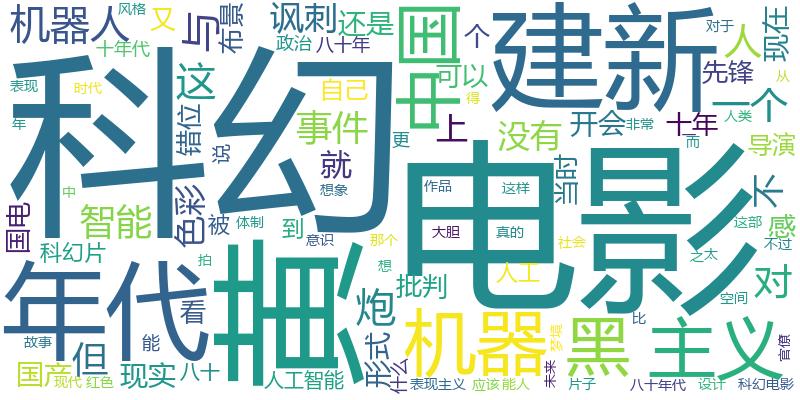 机器人
风格
又
十年代
与
布景
讽刺
政治
还是
八十年
中国
个
建新
对于
人
现在
表现
时代
年
科幻
这
错位
自己
可以
得
先锋
一个
从
色彩
说
事件
就
想象
更
上
没有
开会
非常
十年
人类
而
导演
不
国电
中
智能
被
体制
到
意识
作品
这样
电影
当时
大胆
真的
这部
感
科幻片
拍
那个
想
社会
之太
不过
年代
黄
看
炮
批判
人工
空间
对
故事
但
能
形式
什么
机器
梦境
比
黑
主义
官僚
国产
现代
红色
现实
八十
人工智能
表现主义
应该
能人
未来
片子
八十年代
设计
科幻电影